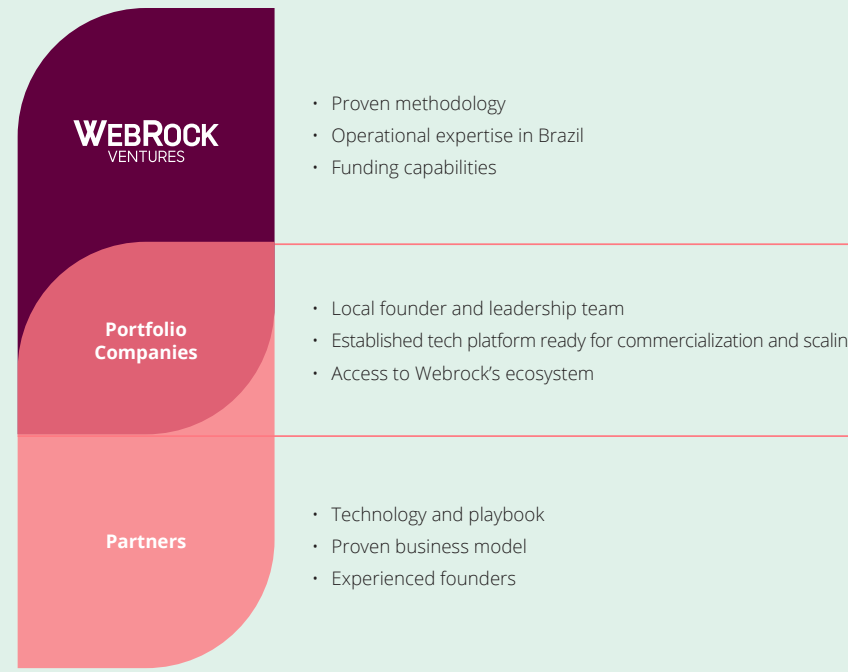 WEBROCK
VENTURES
• Proven methodology
• Operational expertise in Brazil
• Funding capabilities
Portfolio
Companies
• Local founder and leadership team
• Established tech platform ready for commercialization and scalin
• Access to Webrock’s ecosystem
Partners
• Technology and playbook
• Proven business model
• Experienced founders